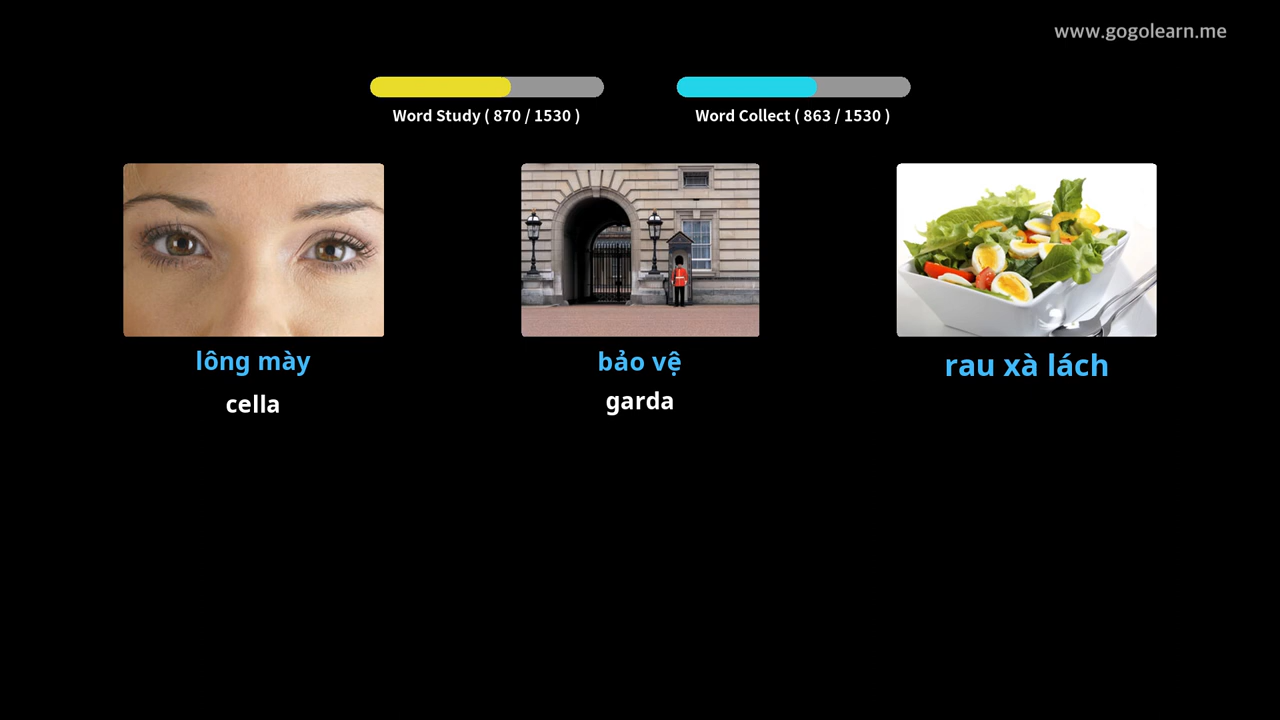 www.gogolearn.me
Word Study ( 870 / 1530 )
Word Collect ( 863 / 1530 )
lông mày
cella
bảo vệ
garda
rau xà lách